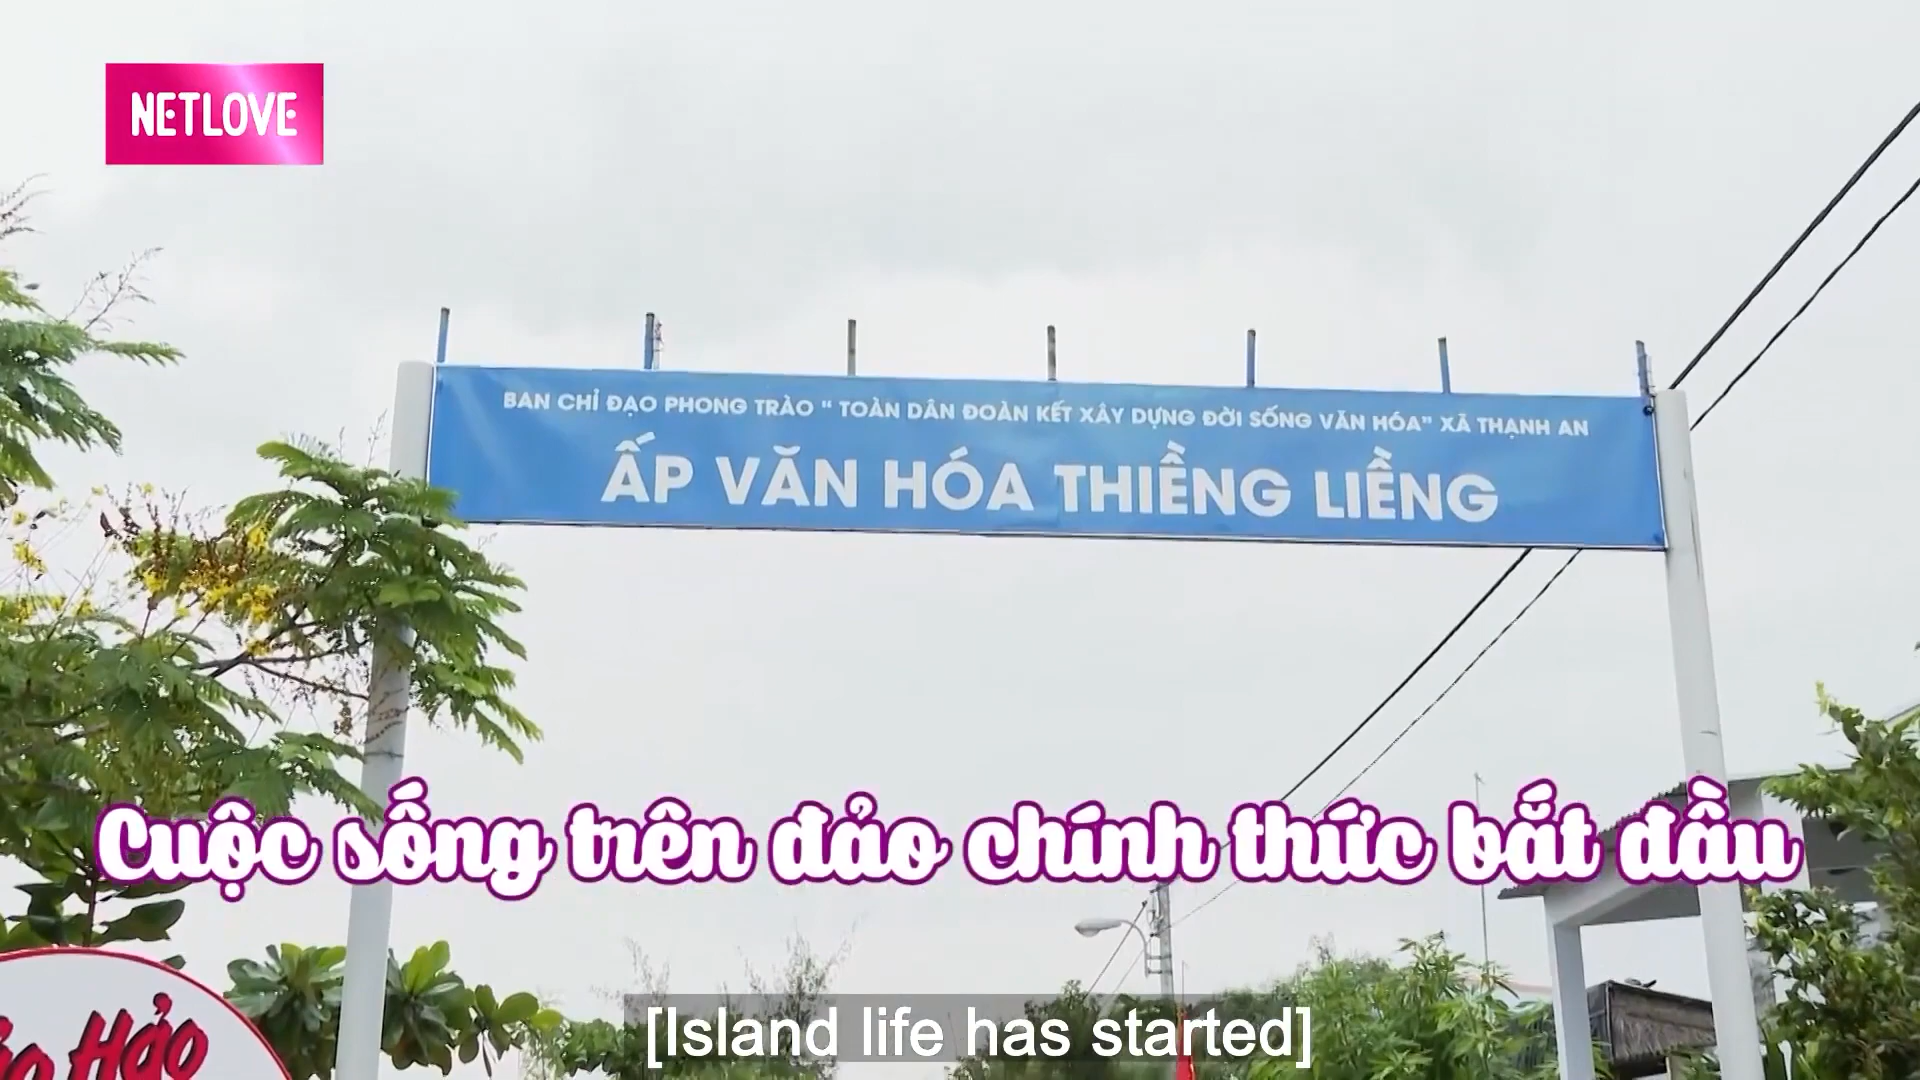 NETLOVE
BAN CHỈ ĐẠO PHONG TRÀO " TOÀN DÂN ĐOÀN KẾT XÂY DỰNG ĐỜI SỐNG VĂN HÓA" XÃ THẠNH AN
ẤP VĂN HÓA THIỀNG LIỀNG
Cuộc sống trên đảo chính thức bắt đầu
Hảo
[Island life has started]